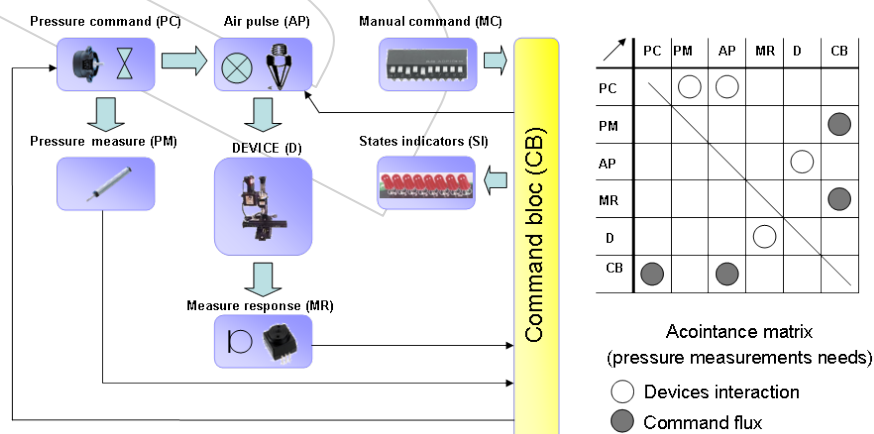 Pressure command (PC)
Air pulse (AP)
Manual command (MC)
Pressure measure (PM)
DEVICE (D)
States indicators (SI)
Measure response (MR)
Command bloc (CB)
PC PM AP MR D CB
PC
PM
AP
MR
D
CB
Acointance matrix
(pressure measurements needs)
Devices interaction
Command flux